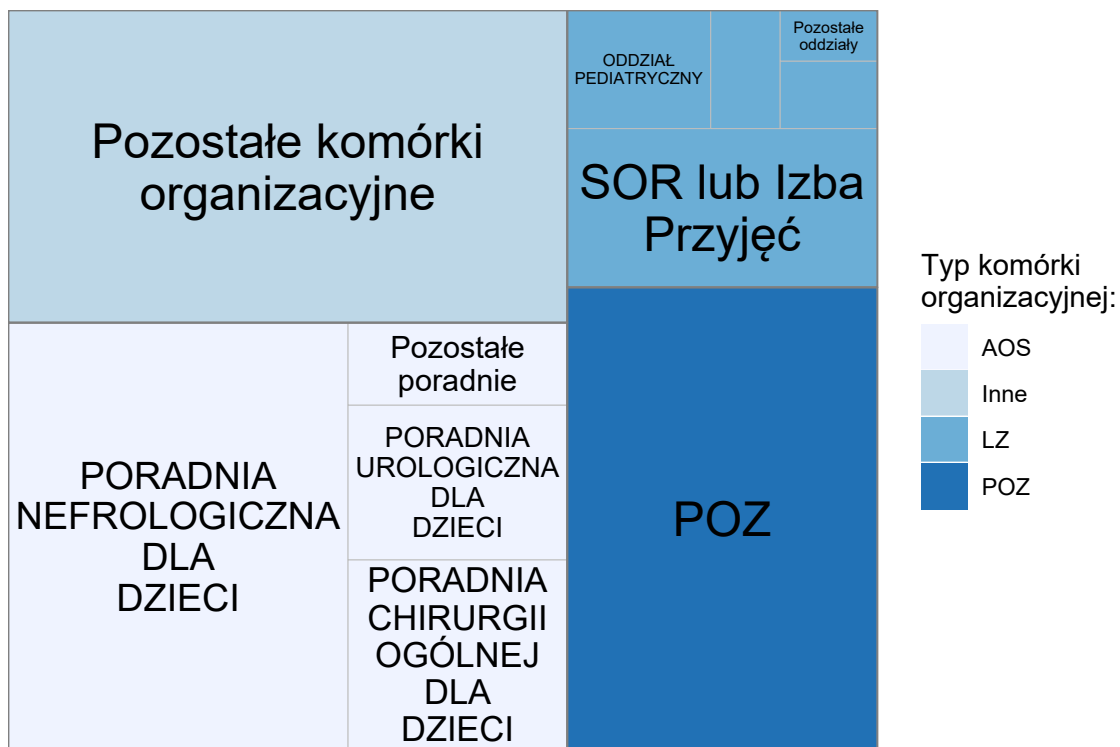 Pozostałe komórki
organizacyjne
ODDZIAŁ
PEDIATRYCZNY
Pozostałe
oddziały
SOR lub Izba
Przyjęć
PORADNIA
NEFROLOGICZNA
DLA
DZIECI
Pozostałe
poradnie
PORADNIA
UROLOGICZNA
DLA
DZIECI
PORADNIA
CHIRURGII
OGÓLNEJ
DLA
DZIECI
POZ
Typ komórki
organizacyjnej:
AOS
Inne
LZ
POZ